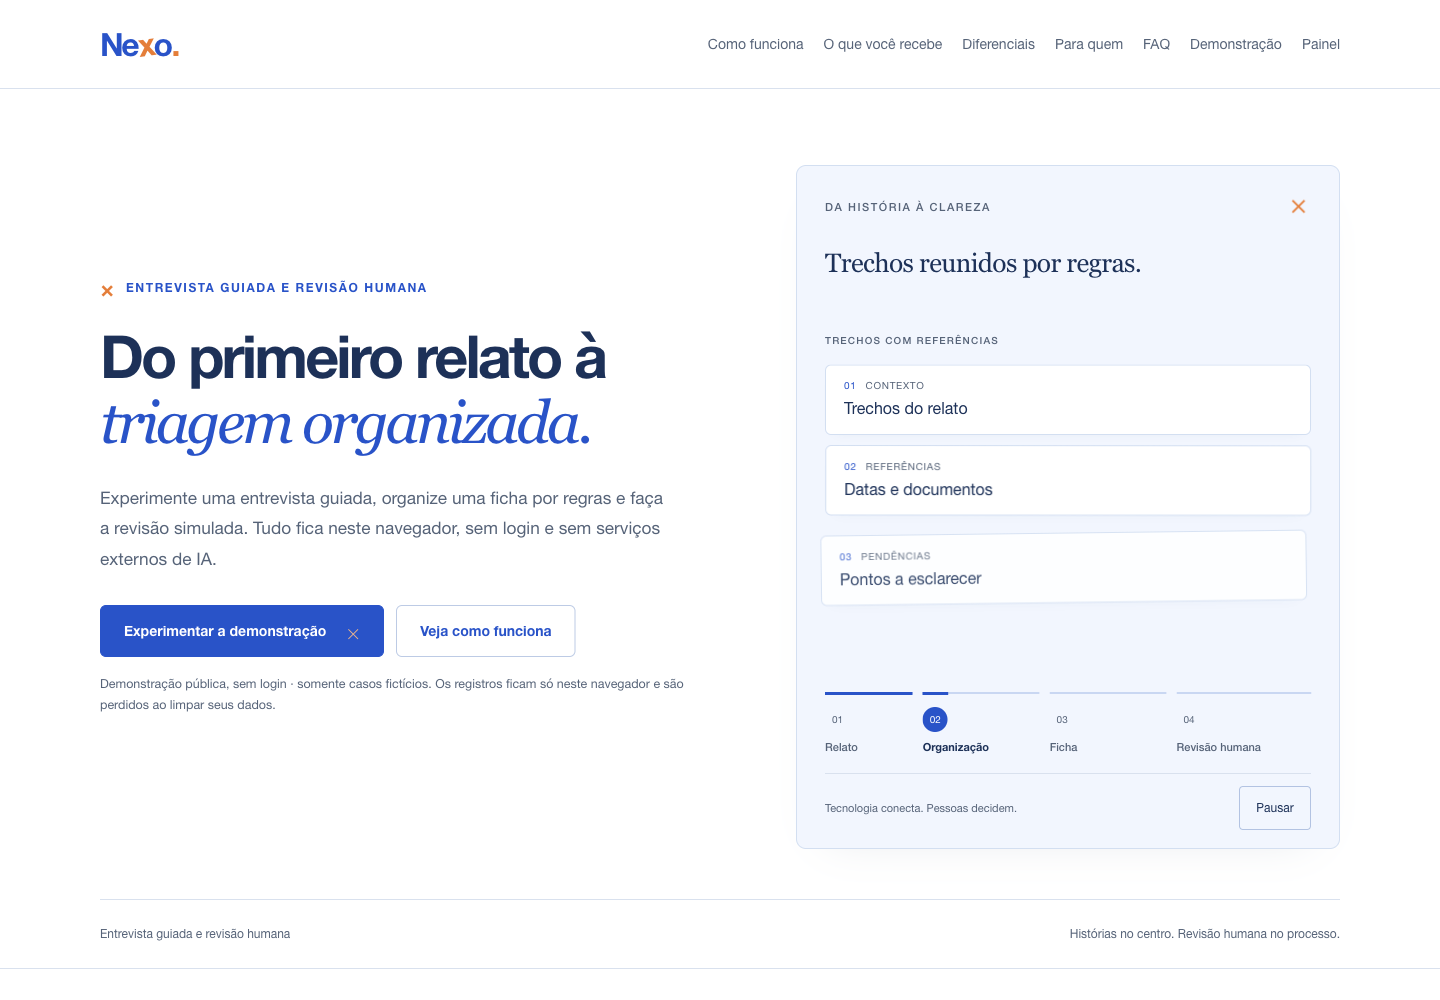 Nexo.
Como funciona
O que você recebe
Diferenciais
Para quem
FAQ
Demonstração
Painel
ENTREVISTA GUIADA E REVISÃO HUMANA
Do primeiro relato à
triagem organizada.
Experimente uma entrevista guiada, organize uma ficha por regras e faça
a revisão simulada. Tudo fica neste navegador, sem login e sem serviços
externos de IA.
Experimentar a demonstração
Veja como funciona
Demonstração pública, sem login · somente casos fictícios. Os registros ficam só neste navegador e são
perdidos ao limpar seus dados.
DA HISTÓRIA À CLAREZA
Trechos reunidos por regras.
TRECHOS COM REFERÊNCIAS
01 CONTEXTO
Trechos do relato
02 REFERÊNCIAS
Datas e documentos
03 PENDÊNCIAS
Pontos a esclarecer
01
Relato
02
Organização
03
Ficha
04
Revisão humana
Tecnologia conecta. Pessoas decidem.
Pausar
Entrevista guiada e revisão humana
Histórias no centro. Revisão humana no processo.